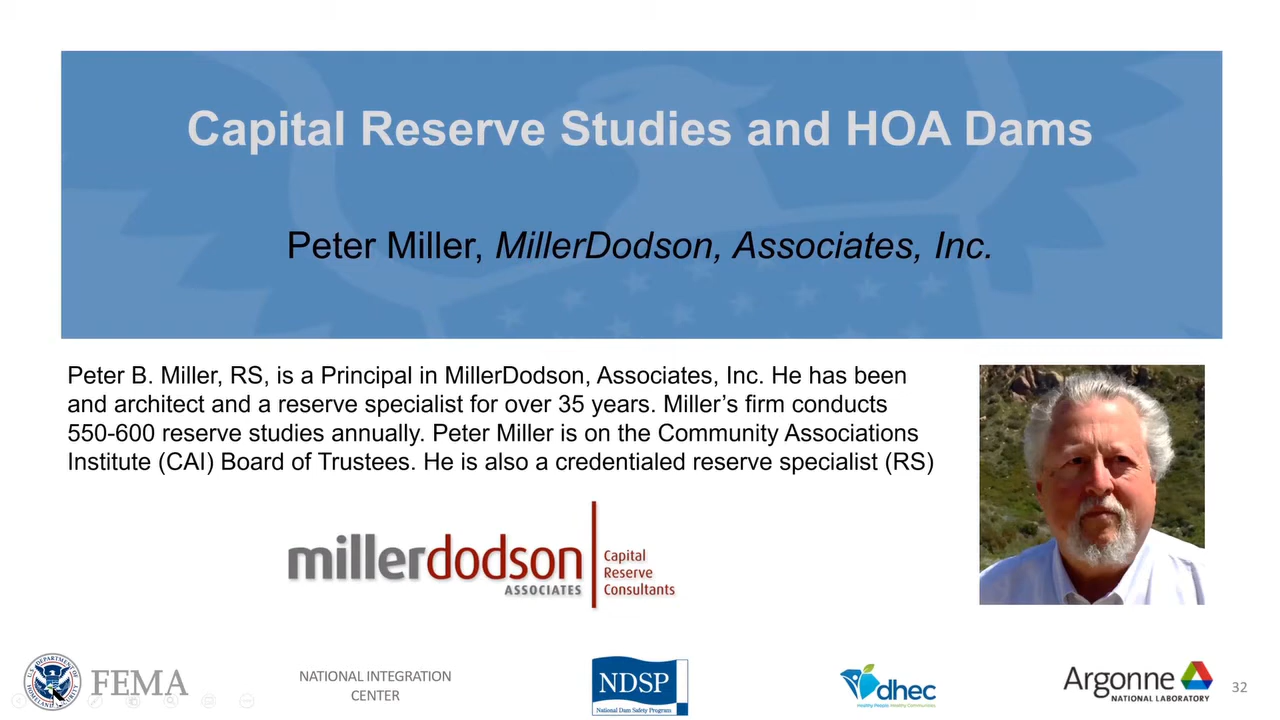 Capital Reserve Studies and HOA Dams
Peter Miller, MillerDodson, Associates, Inc.
Peter B. Miller, RS, is a Principal in MillerDodson, Associates, Inc. He has been
and architect and a reserve specialist for over 35 years. Miller’s firm conducts
550-600 reserve studies annually. Peter Miller is on the Community Associations
Institute (CAI) Board of Trustees. He is also a credentialed reserve specialist (RS)
millerdodson
ASSOCIATES
Capital
Reserve
Consultants
FEMA
NATIONAL INTEGRATION
CENTER
NDSP
National Dam Safety Program
dhec
Healthy People. Healthy Communities.
Argonne
NATIONAL LABORATORY
32